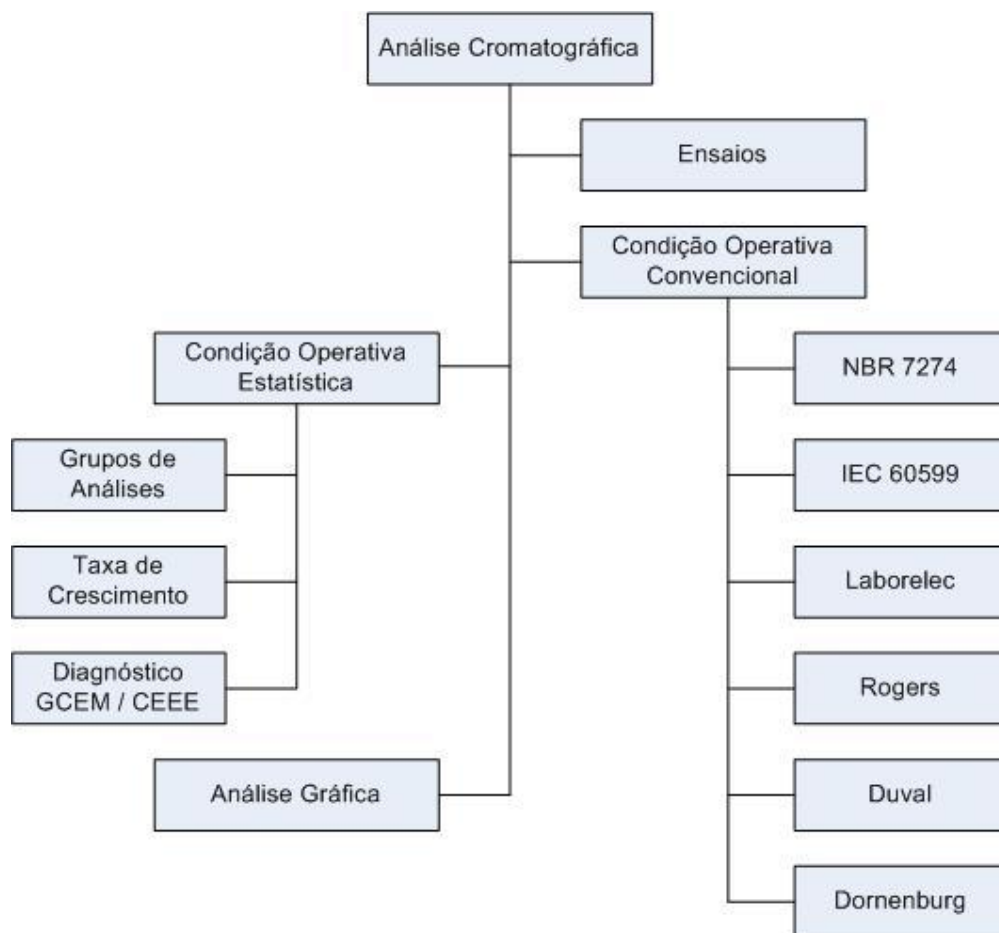 Análise Cromatográfica
Ensaios
Condição Operativa
Convencional
Condição Operativa
Estatística
NBR 7274
Grupos de
Análises
IEC 60599
Taxa de
Crescimento
Laborelec
Diagnóstico
GCEM / CEEE
Rogers
Análise Gráfica
Duval
Dornenburg